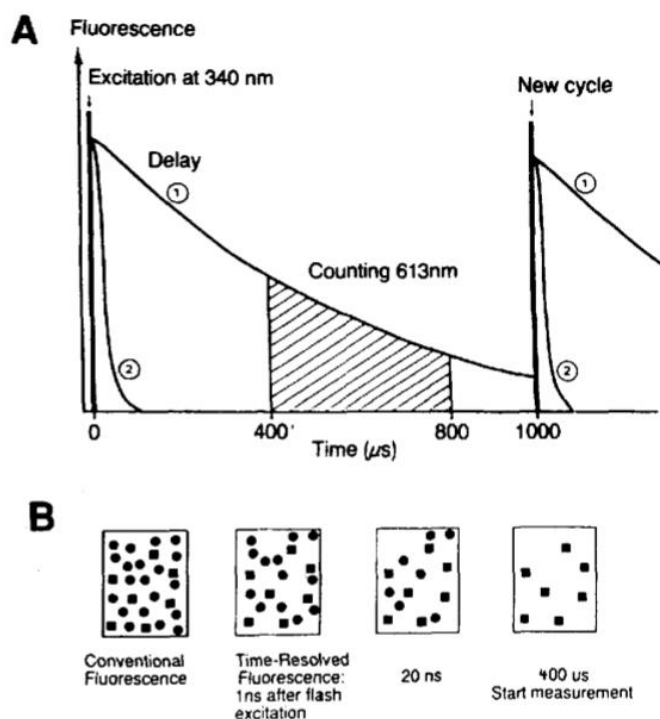 A
Fluorescence
Excitation at 340 nm
New cycle
Delay
1
1
Counting 613nm
2
2
0
400'
800
1000
Time (μs)
B
Conventional
Fluorescence
Time-Resolved
Fluorescence:
1ns after flash
excitation
20 ns
400 us
Start measurement